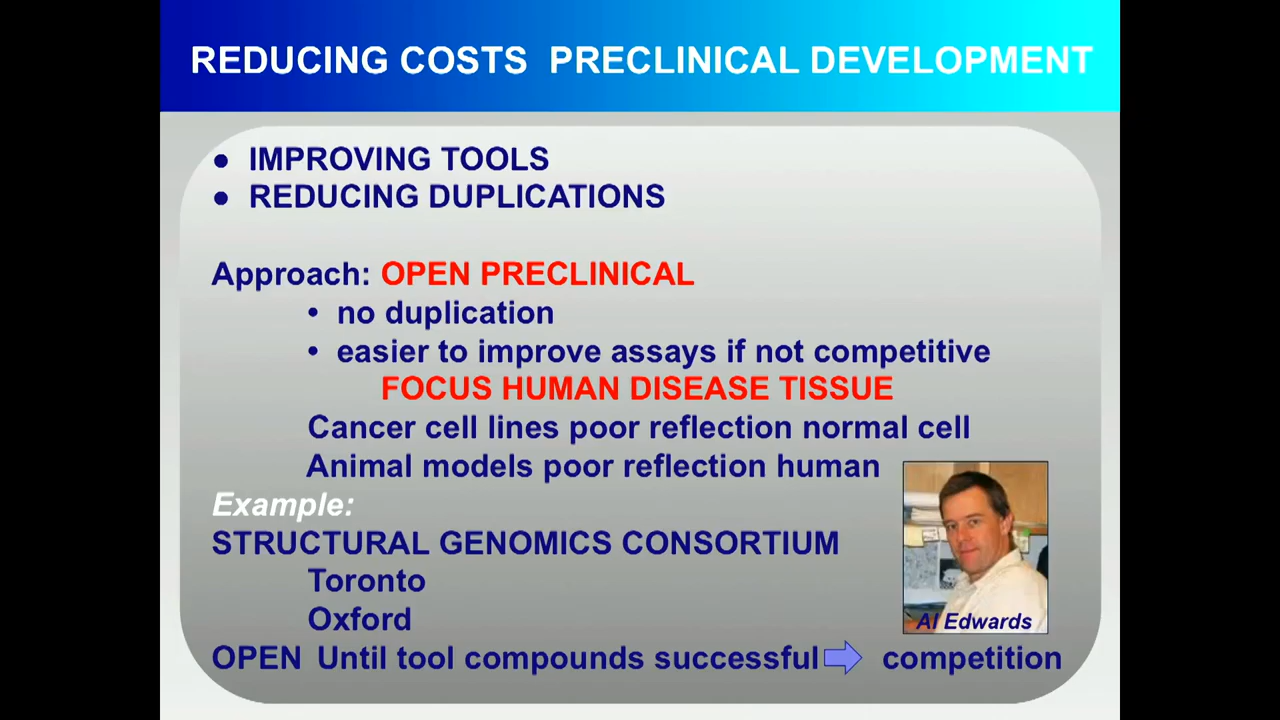 REDUCING COSTS PRECLINICAL DEVELOPMENT
● IMPROVING TOOLS
● REDUCING DUPLICATIONS
Approach: OPEN PRECLINICAL
• no duplication
• easier to improve assays if not competitive
FOCUS HUMAN DISEASE TISSUE
Cancer cell lines poor reflection normal cell
Animal models poor reflection human
Example:
STRUCTURAL GENOMICS CONSORTIUM
Toronto
Oxford
Al Edwards
OPEN Until tool compounds successful competition